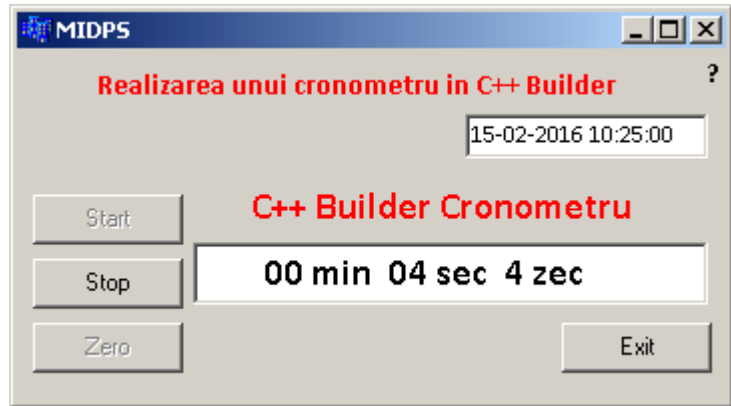 MIDPS
Realizarea unui cronometru in C++ Builder
?
15-02-2016 10:25:00
Start
C++ Builder Cronometru
Stop
00 min 04 sec 4 zec
Zero
Exit